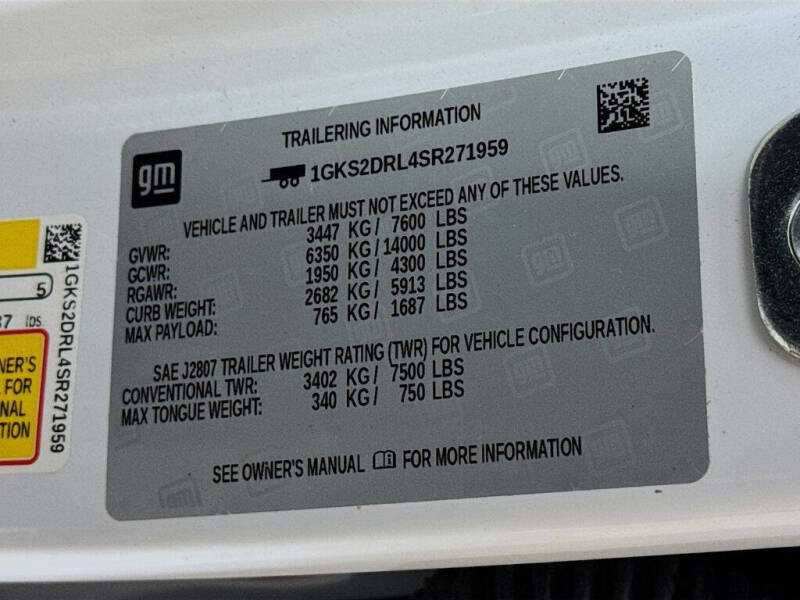 TRAILERING INFORMATION
gm
1GKS2DRL4SR271959
VEHICLE AND TRAILER MUST NOT EXCEED ANY OF THESE VALUES.
GVWR: 3447 KG / 7600 LBS
GCWR: 6350 KG / 14000 LBS
RGAWR: 1950 KG / 4300 LBS
CURB WEIGHT: 2682 KG / 5913 LBS
MAX PAYLOAD: 765 KG / 1687 LBS
SAE J2807 TRAILER WEIGHT RATING (TWR) FOR VEHICLE CONFIGURATION.
CONVENTIONAL TWR: 3402 KG / 7500 LBS
MAX TONGUE WEIGHT: 340 KG / 750 LBS
SEE OWNER'S MANUAL FOR MORE INFORMATION
5
lbs
FOR
1GKS2DRL4SR271959